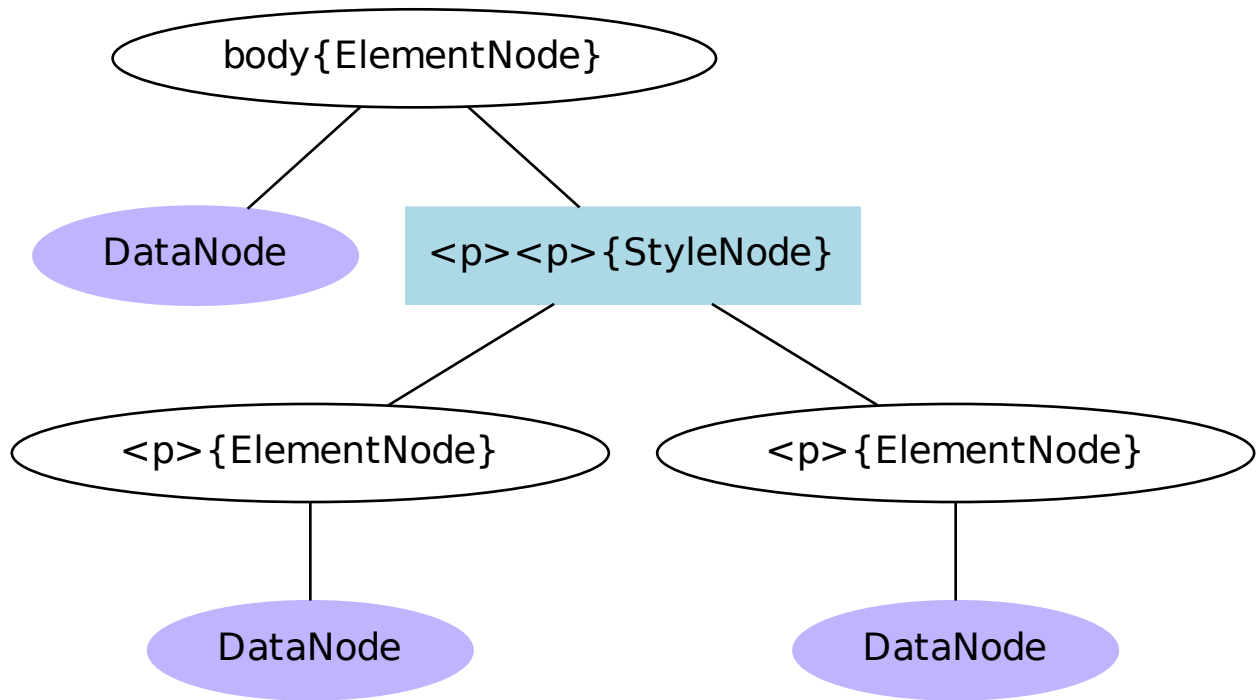 body{ElementNode}
DataNode
<p><p>{StyleNode}
<p>{ElementNode}
<p>{ElementNode}
DataNode
DataNode